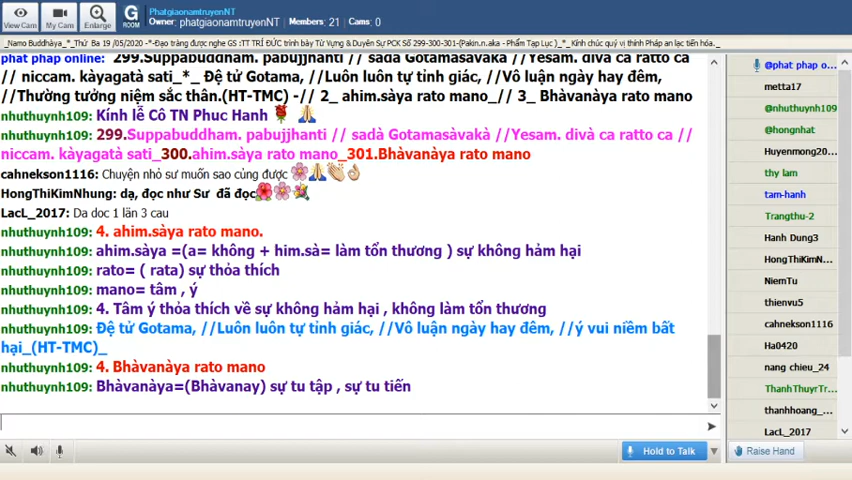 View Cam
My Cam
Enlarge
G
ROOM
PhatgiaonamtruyenNT
Owner: phatgiaonamtruyenNT | Members: 21 | Cams: 0
_Namo Buddhàya_*_Thứ Ba 19 /05/2020 -*-Đạo tràng được nghe GS :TT TRÍ ĐỨC trình bày Từ Vựng & Duyên Sự PCK Số 299-300-301-(Pakin.n.aka - Phẩm Tạp Lục )_*_ Kính chúc quý vị thính Pháp an lạc tiến hóa._
phat phap online: 299.Suppabuddham. pabujjhanti // sadà Gotamasàvakà //Yesam. divà ca ratto ca
// niccam. kàyagatà sati_*_ Đệ tử Gotama, //Luôn luôn tự tỉnh giác, //Vô luận ngày hay đêm,
//Thường tưởng niệm sắc thân.(HT-TMC) -// 2_ ahim.sàya rato mano_// 3_ Bhàvanàya rato mano
nhuthuynh109: Kính lễ Cô TN Phuc Hanh
nhuthuynh109: 299.Suppabuddham. pabujjhanti // sadà Gotamasàvakà //Yesam. divà ca ratto ca //
niccam. kàyagatà sati_300.ahim.sàya rato mano_301.Bhàvanàya rato mano
cahnekson1116: Chuyện nhỏ sư muốn sao củng được
HongThiKimNhung: dạ, đọc như Sư đã đọc
LacL_2017: Da doc 1 lần 3 cau
nhuthuynh109: 4. ahim.sàya rato mano.
nhuthuynh109: ahim.sàya =(a= không + him.sà= làm tổn thương ) sự không hảm hại
nhuthuynh109: rato= ( rata) sự thỏa thích
nhuthuynh109: mano= tâm , ý
nhuthuynh109: 4. Tâm ý thỏa thích về sự không hảm hại , không làm tổn thương
nhuthuynh109: Đệ tử Gotama, //Luôn luôn tự tỉnh giác, //Vô luận ngày hay đêm, //ý vui niềm bất
hại_(HT-TMC)_
nhuthuynh109: 4. Bhàvanàya rato mano
nhuthuynh109: Bhàvanàya=(Bhàvanay) sự tu tập , sự tu tiến
Hold to Talk
@phat phap o...
metta17
@nhuthuynh109
@hongnhat
Huyenmong20...
thy lam
tam-hanh
Trangthu-2
Hanh Dung3
HongThiKimN...
NiemTu
thienvu5
cahnekson1116
Ha0420
nang chieu_24
ThanhThuyrTr...
thanhhoang_...
LacL_2017
Raise Hand